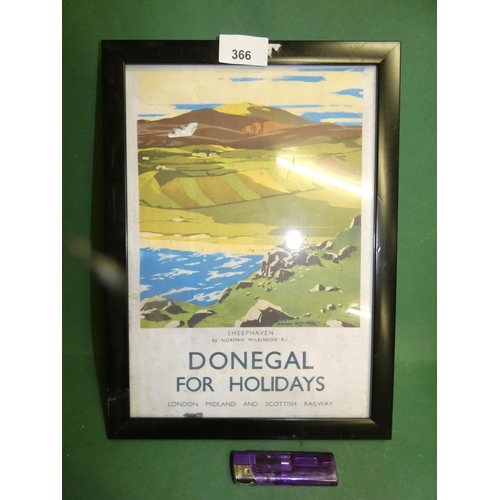 366
SHEEPHAVEN
By NORMAN WILKINSON R.I.
DONEGAL
FOR HOLIDAYS
LONDON MIDLAND AND SCOTTISH RAILWAY